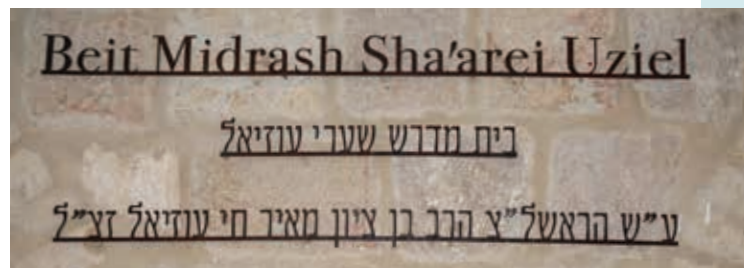 Beit Midrash Sha'arei Uziel
בית מדרש שערי עוזיאל
ע"ש הראשל"צ הרב בן ציון מאיר חי עוזיאל זצ"ל